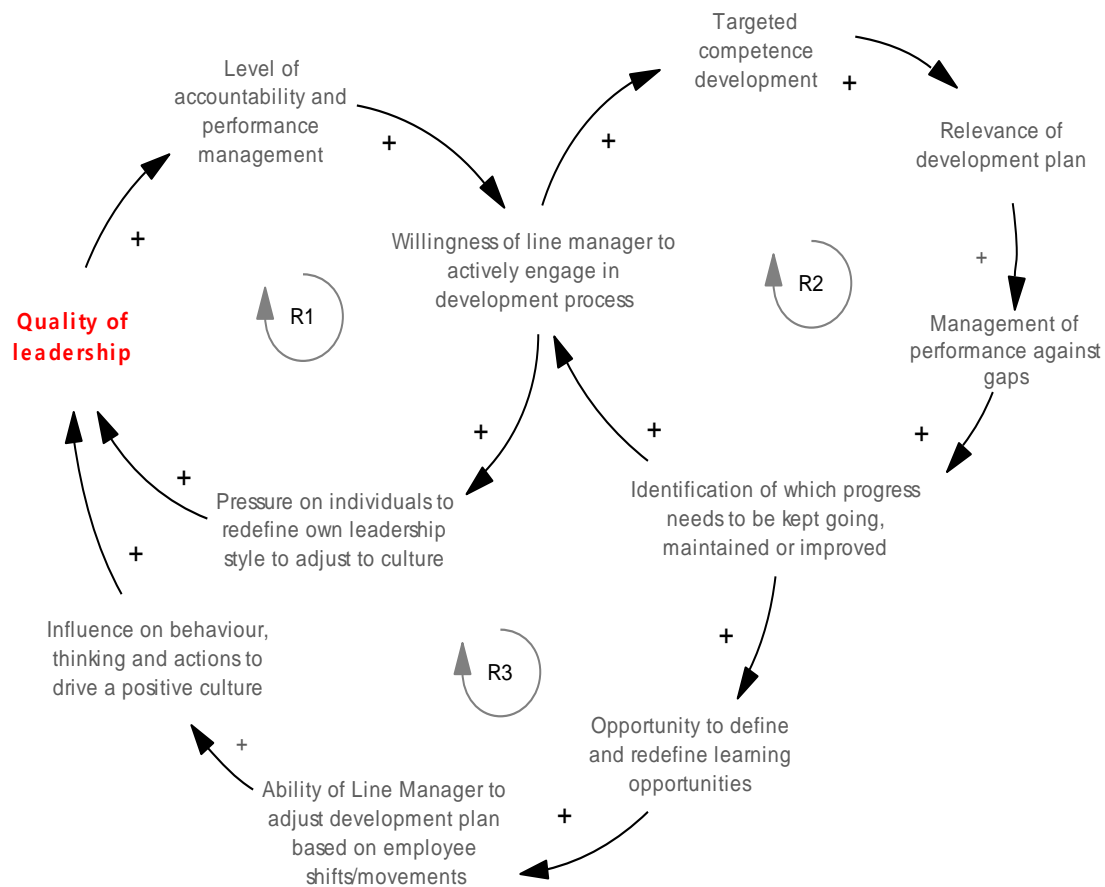 Targeted
competence
development
+
Level of
accountability and
performance
management
+
+
Relevance of
development plan
+
Willingness of line manager to
actively engage in
development process
+
+
R1
R2
Quality of
leadership
Management of
performance against
gaps
+
+
+
Pressure on individuals to
redefine own leadership
style to adjust to culture
+
Identification of which progress
needs to be kept going,
maintained or improved
+
Influence on behaviour,
thinking and actions to
drive a positive culture
+
R3
Opportunity to define
and redefine learning
opportunities
+
Ability of Line Manager to
adjust development plan
based on employee
shifts/movements
+